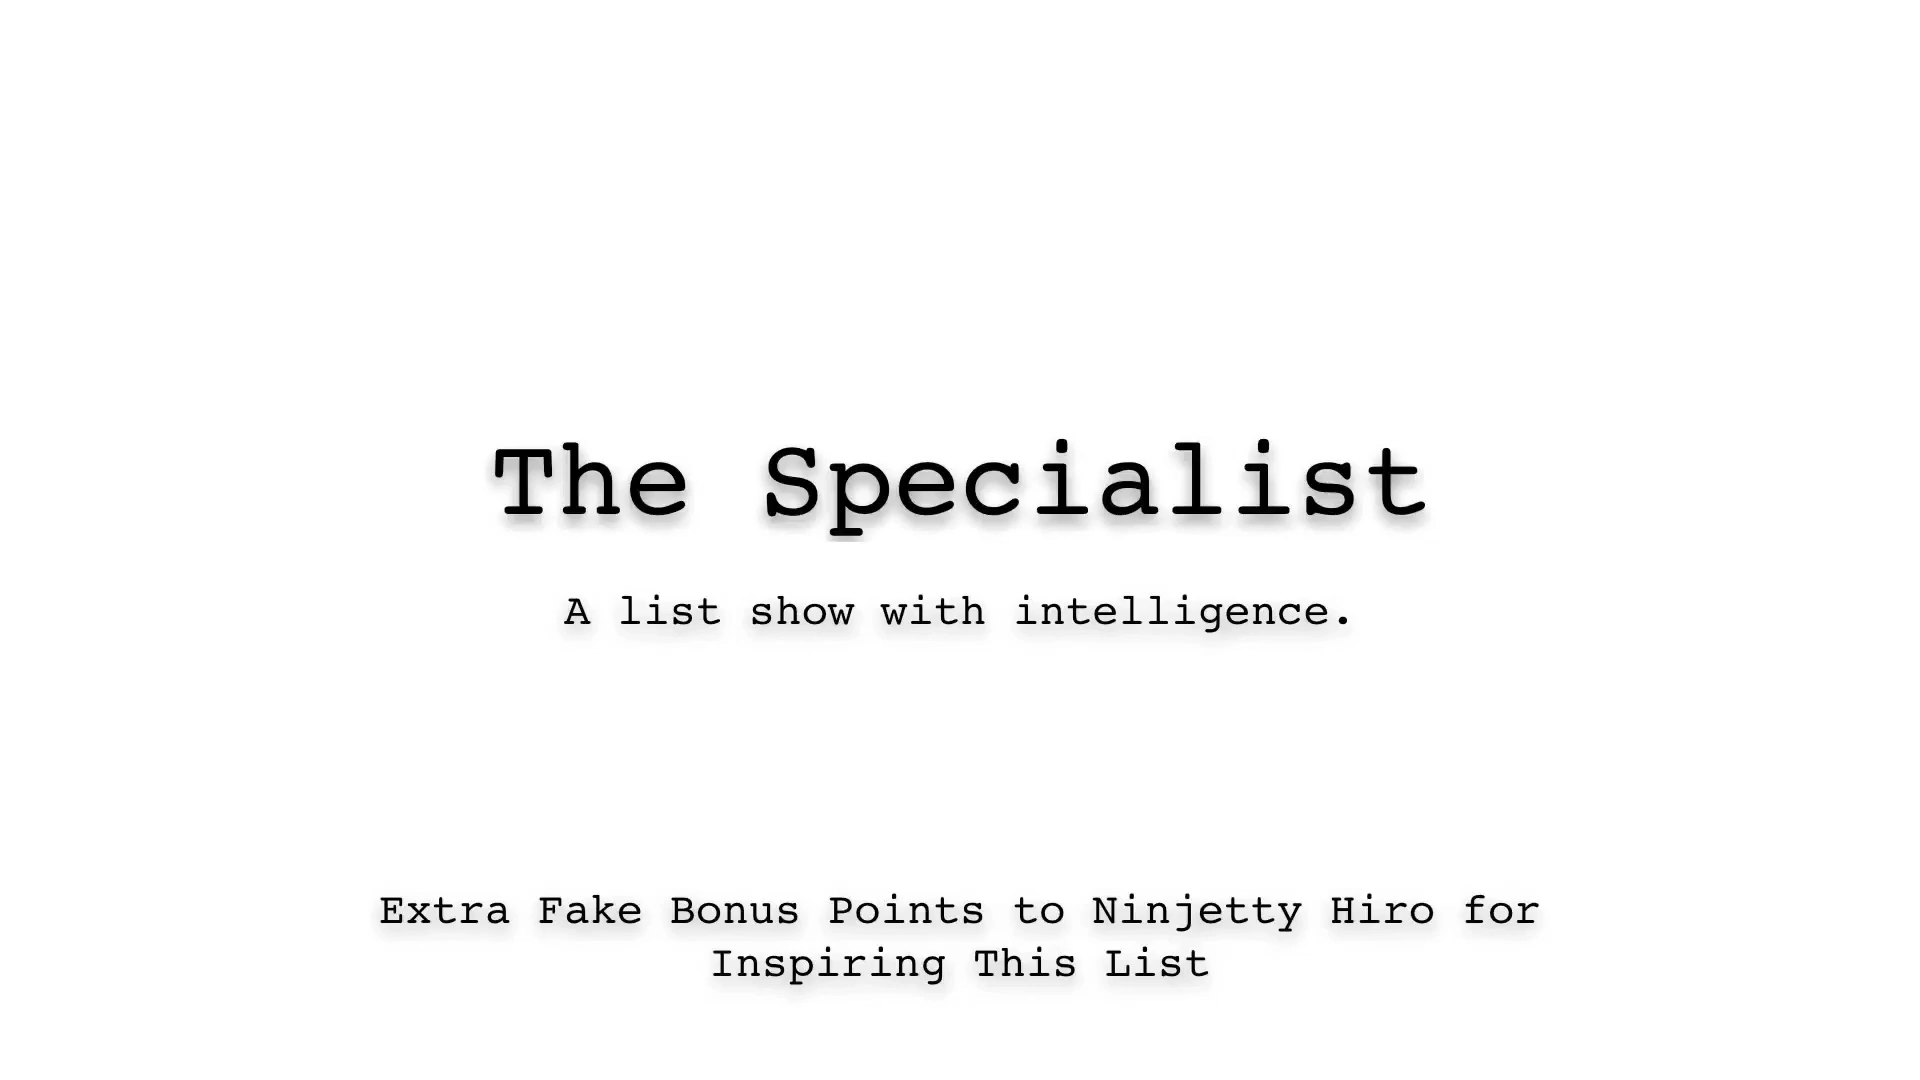 The Specialist
A list show with intelligence.
Extra Fake Bonus Points to Ninjetty Hiro for
Inspiring This List